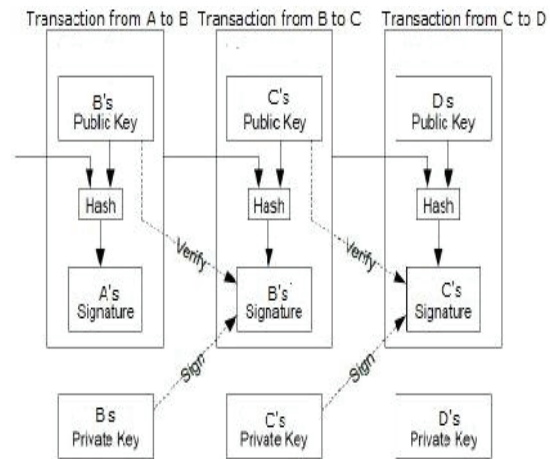 Transaction from A to B
Transaction from B to C
Transaction from C to D
B's
Public Key
C's
Public Key
D s
Public Key
Hash
Hash
Hash
Verify
Verify
A's
Signature
B's
Signature
C's
Signature
Sign
Sign
B s
Private Key
C's
Private Key
D's
Private Key